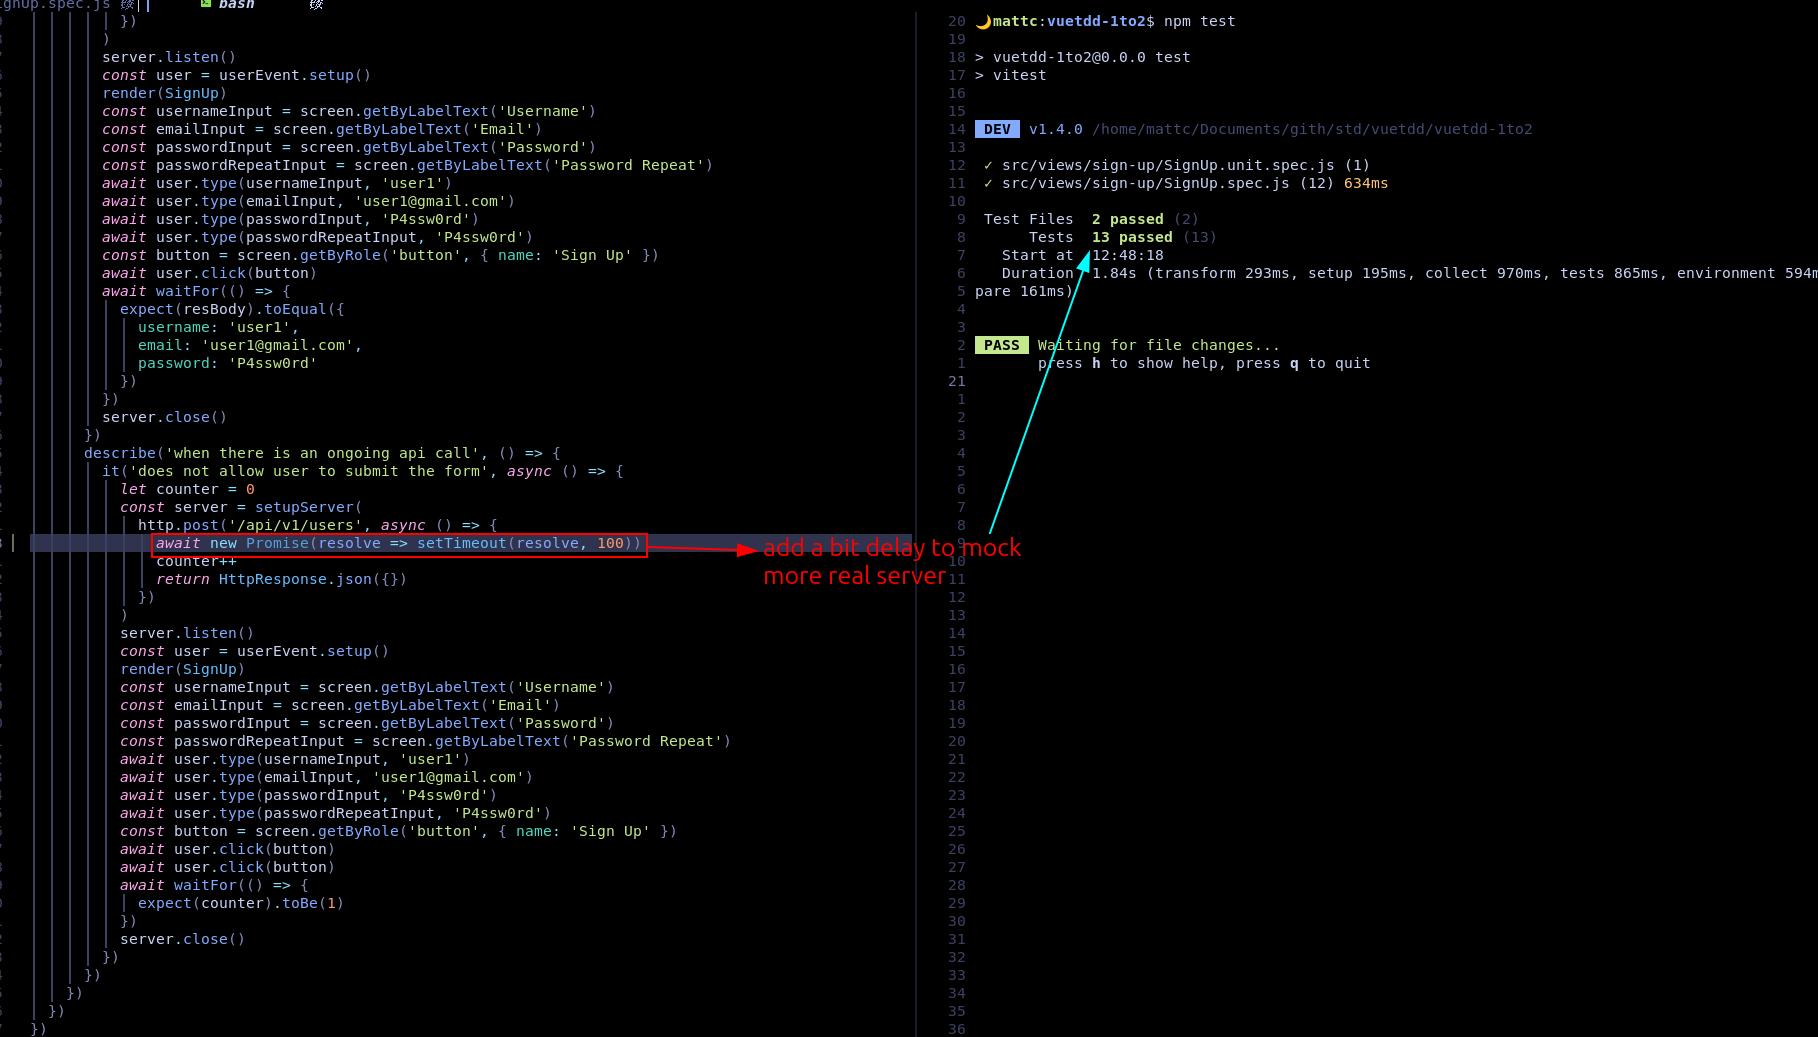 gnUp.spec.js
bash
})
)
server.listen()
const user = userEvent.setup()
render(SignUp)
const usernameInput = screen.getByLabelText('Username')
const emailInput = screen.getByLabelText('Email')
const passwordInput = screen.getByLabelText('Password')
const passwordRepeatInput = screen.getByLabelText('Password Repeat')
await user.type(usernameInput, 'user1')
await user.type(emailInput, 'user1@gmail.com')
await user.type(passwordInput, 'P4ssw0rd')
await user.type(passwordRepeatInput, 'P4ssw0rd')
const button = screen.getByRole('button', { name: 'Sign Up' })
await user.click(button)
await waitFor(() => {
expect(resBody).toEqual({
username: 'user1',
email: 'user1@gmail.com',
password: 'P4ssw0rd'
})
})
server.close()
})
describe('when there is an ongoing api call', () => {
it('does not allow user to submit the form', async () => {
let counter = 0
const server = setupServer(
http.post('/api/v1/users', async () => {
await new Promise(resolve => setTimeout(resolve, 100))
counter++
return HttpResponse.json({})
})
)
server.listen()
const user = userEvent.setup()
render(SignUp)
const usernameInput = screen.getByLabelText('Username')
const emailInput = screen.getByLabelText('Email')
const passwordInput = screen.getByLabelText('Password')
const passwordRepeatInput = screen.getByLabelText('Password Repeat')
await user.type(usernameInput, 'user1')
await user.type(emailInput, 'user1@gmail.com')
await user.type(passwordInput, 'P4ssw0rd')
await user.type(passwordRepeatInput, 'P4ssw0rd')
const button = screen.getByRole('button', { name: 'Sign Up' })
await user.click(button)
await user.click(button)
await waitFor(() => {
expect(counter).toBe(1)
})
server.close()
})
})
})
})
})
add a bit delay to mock
more real server
20 🌙mattc:vuetdd-1to2$ npm test
19
18 > vuetdd-1to2@0.0.0 test
17 > vitest
16
15
14 DEV v1.4.0 /home/mattc/Documents/gith/std/vuetdd/vuetdd-1to2
13
12 ✓ src/views/sign-up/SignUp.unit.spec.js (1)
11 ✓ src/views/sign-up/SignUp.spec.js (12) 634ms
10
9 Test Files 2 passed (2)
8 Tests 13 passed (13)
7 Start at 12:48:18
6 Duration 1.84s (transform 293ms, setup 195ms, collect 970ms, tests 865ms, environment 594m
5 pare 161ms)
4
3
2 PASS Waiting for file changes...
1 press h to show help, press q to quit
21
1
2
3
4
5
6
7
8
9
10
11
12
13
14
15
16
17
18
19
20
21
22
23
24
25
26
27
28
29
30
31
32
33
34
35
36